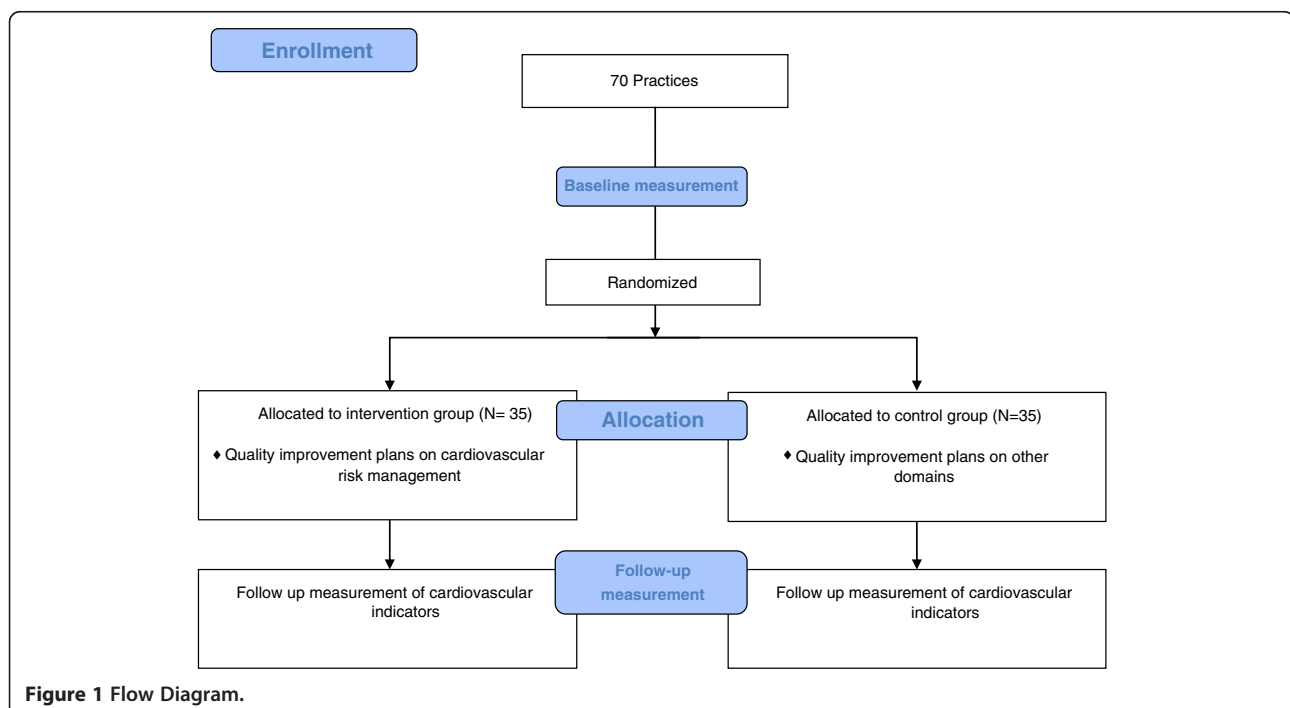 Enrollment
70 Practices
Baseline measurement
Randomized
Allocated to intervention group (N= 35)
♦ Quality improvement plans on cardiovascular
risk management
Allocation
Allocated to control group (N=35)
♦ Quality improvement plans on other
domains
Follow up measurement of cardiovascular
indicators
Follow-up
measurement
Follow up measurement of cardiovascular
indicators
Figure 1 Flow Diagram.